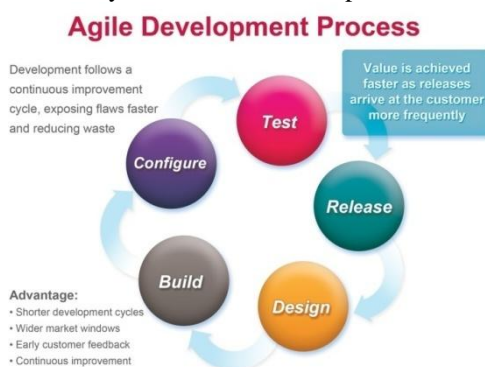 Agile Development Process
Development follows a
continuous improvement
cycle, exposing flaws faster
and reducing waste
Value is achieved
faster as releases
arrive at the customer
more frequently
Test
Configure
Release
Build
Design
Advantage:
• Shorter development cycles
• Wider market windows
• Early customer feedback
• Continuous improvement